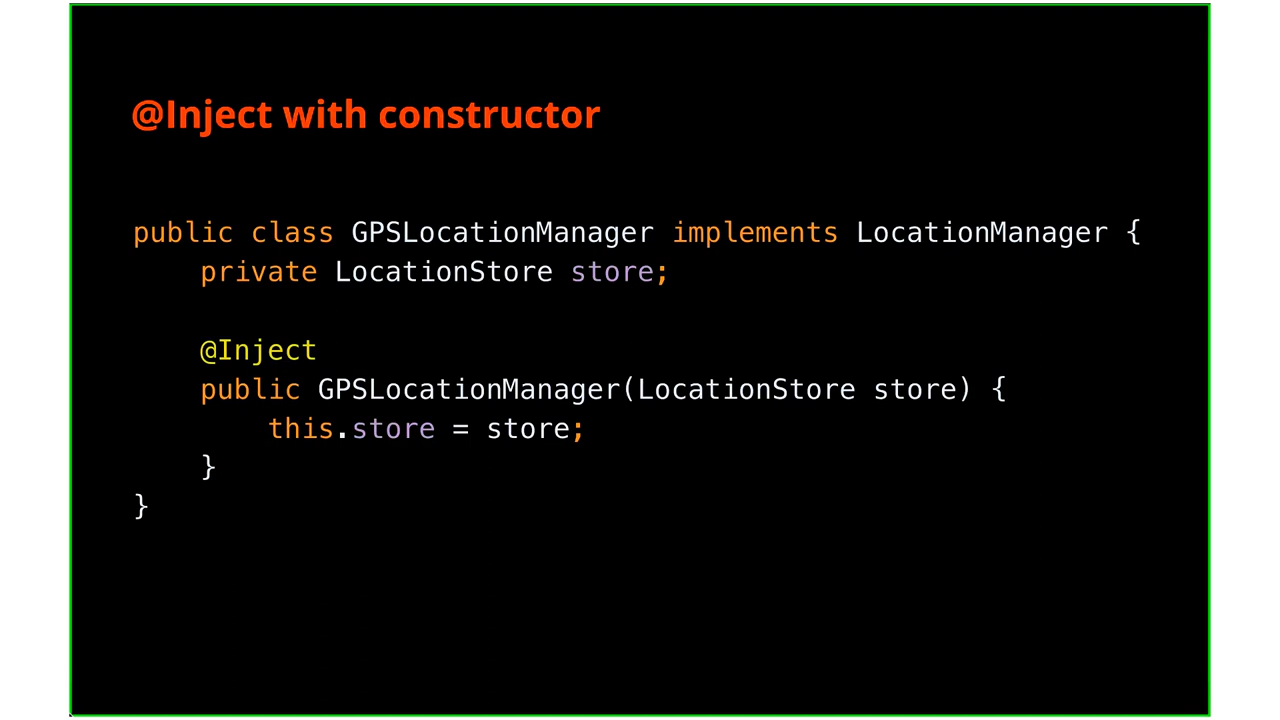 @Inject with constructor
public class GPSLocationManager implements LocationManager {
    private LocationStore store;
    @Inject
    public GPSLocationManager(LocationStore store) {
        this.store = store;
    }
}